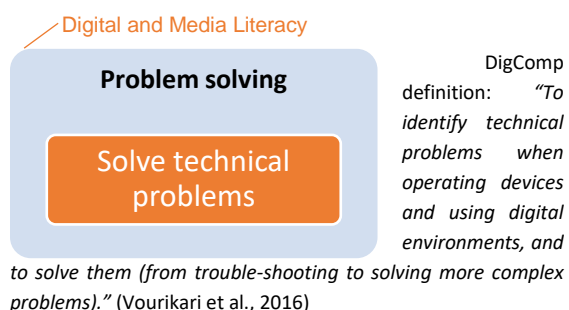 Digital and Media Literacy
Problem solving
Solve technical
problems
DigComp
definition: “To
identify technical
problems when
operating devices
and using digital
environments, and
to solve them (from trouble-shooting to solving more complex
problems).” (Vourikari et al., 2016)